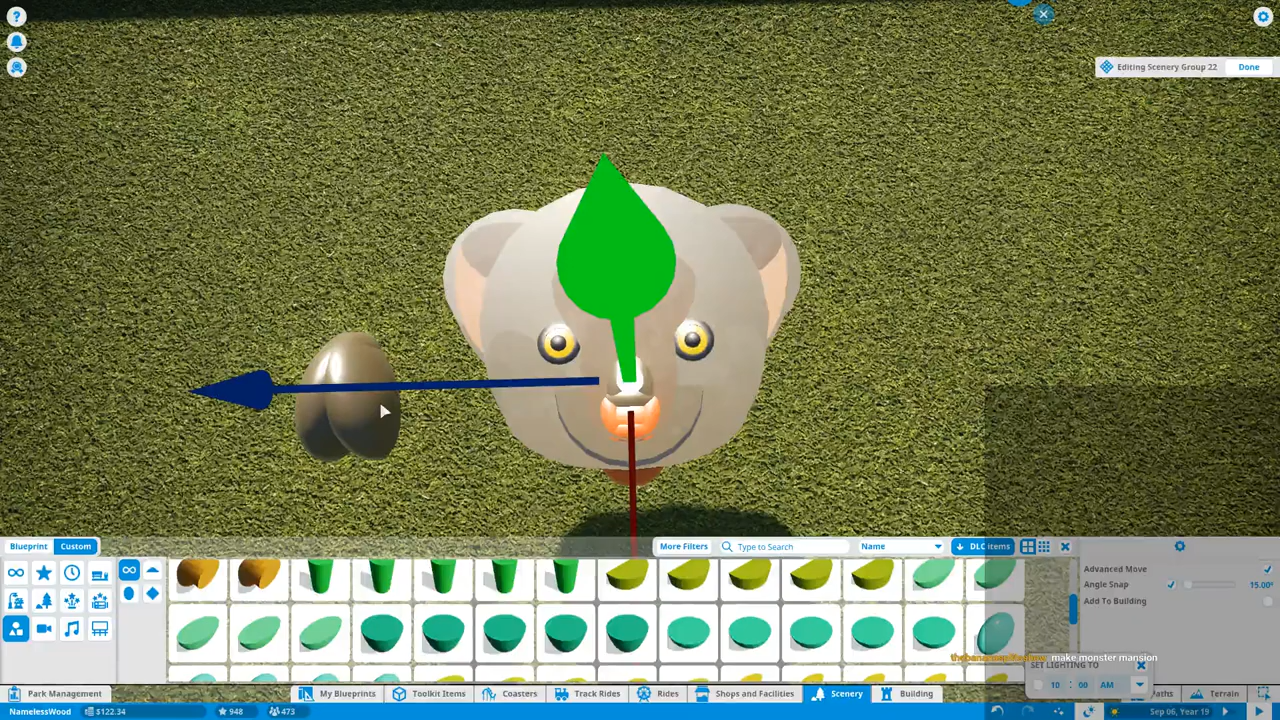 Editing Scenery Group 22 Done
Blueprint Custom More Filters Type to Search Name DLC items
Advanced Move
Angle Snap 15.00°
Add To Building
make monster mansion
SET LIGHTING TO
10 : 00 AM
Park Management My Blueprints Toolkit Items Coasters Track Rides Rides Shops and Facilities Scenery Building Paths Terrain
NamelessWood $122.34 948 473 Sep 06, Year 19